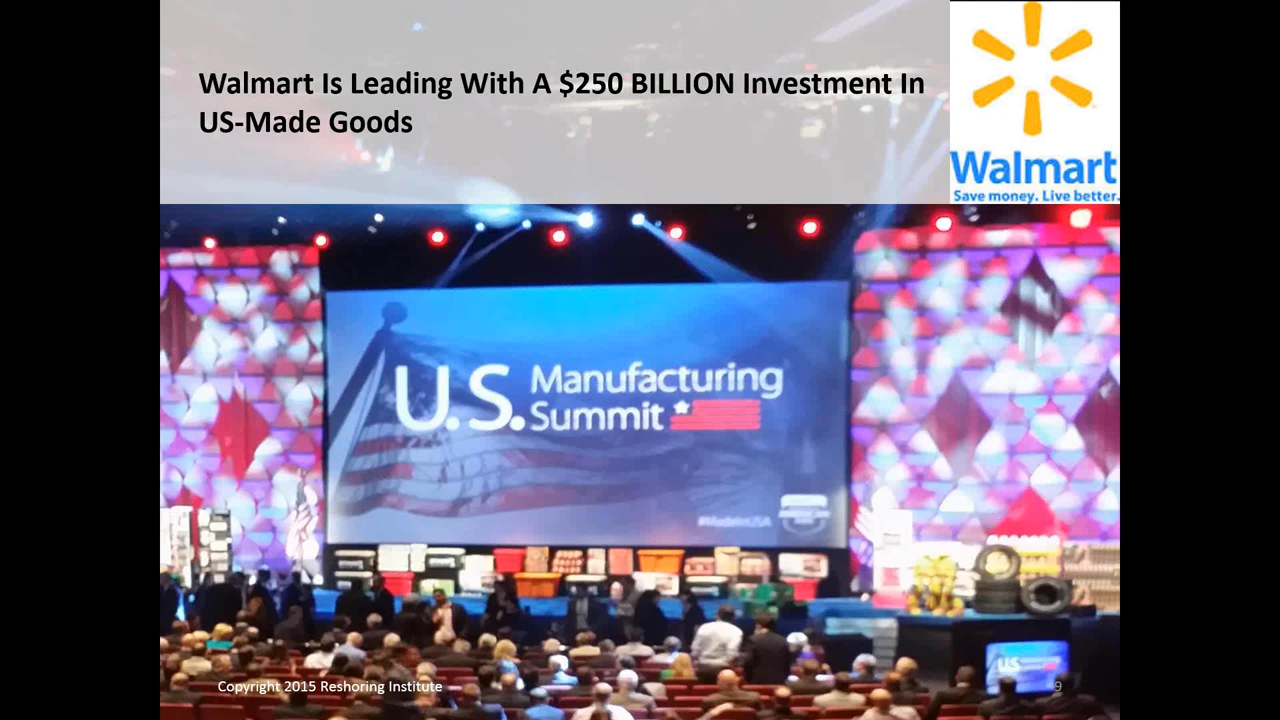 Walmart Is Leading With A $250 BILLION Investment In
US-Made Goods
Walmart
Save money. Live better.
U.S. Manufacturing
Summit
#MadeinUSA
U.S.
Copyright 2015 Reshoring Institute
9